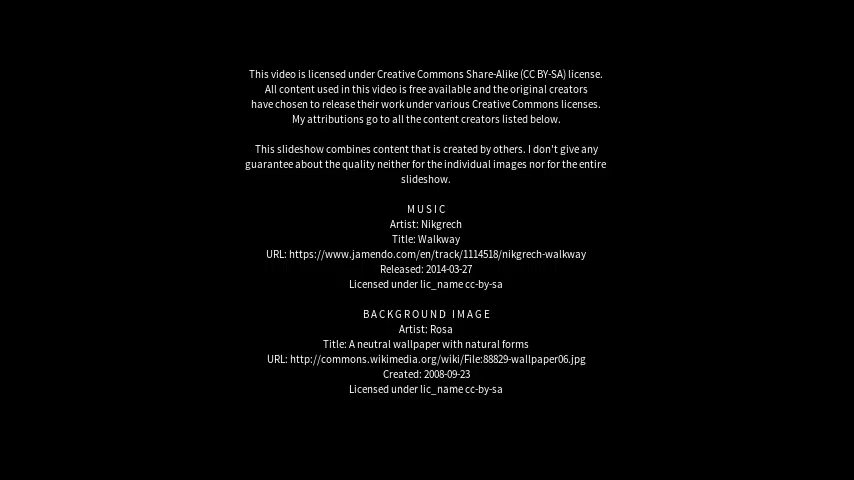 This video is licensed under Creative Commons Share-Alike (CC BY-SA) license.
All content used in this video is free available and the original creators
have chosen to release their work under various Creative Commons licenses.
My attributions go to all the content creators listed below.
This slideshow combines content that is created by others. I don't give any
guarantee about the quality neither for the individual images nor for the entire
slideshow.
MUSIC
Artist: Nikgrech
Title: Walkway
URL: https://www.jamendo.com/en/track/1114518/nikgrech-walkway
Released: 2014-03-27
Licensed under lic_name cc-by-sa
BACKGROUND IMAGE
Artist: Rosa
Title: A neutral wallpaper with natural forms
URL: http://commons.wikimedia.org/wiki/File:88829-wallpaper06.jpg
Created: 2008-09-23
Licensed under lic_name cc-by-sa